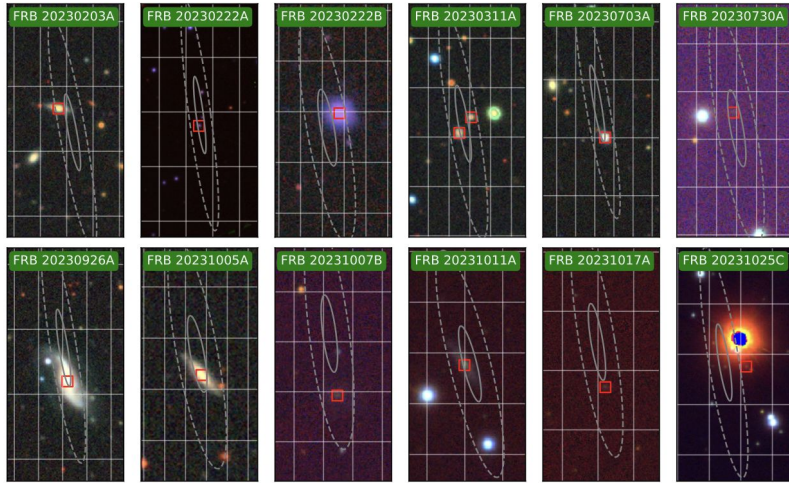 FRB 20230203A
FRB 20230222A
FRB 20230222B
FRB 20230311A
FRB 20230703A
FRB 20230730A
FRB 20230926A
FRB 20231005A
FRB 20231007B
FRB 20231011A
FRB 20231017A
FRB 20231025C